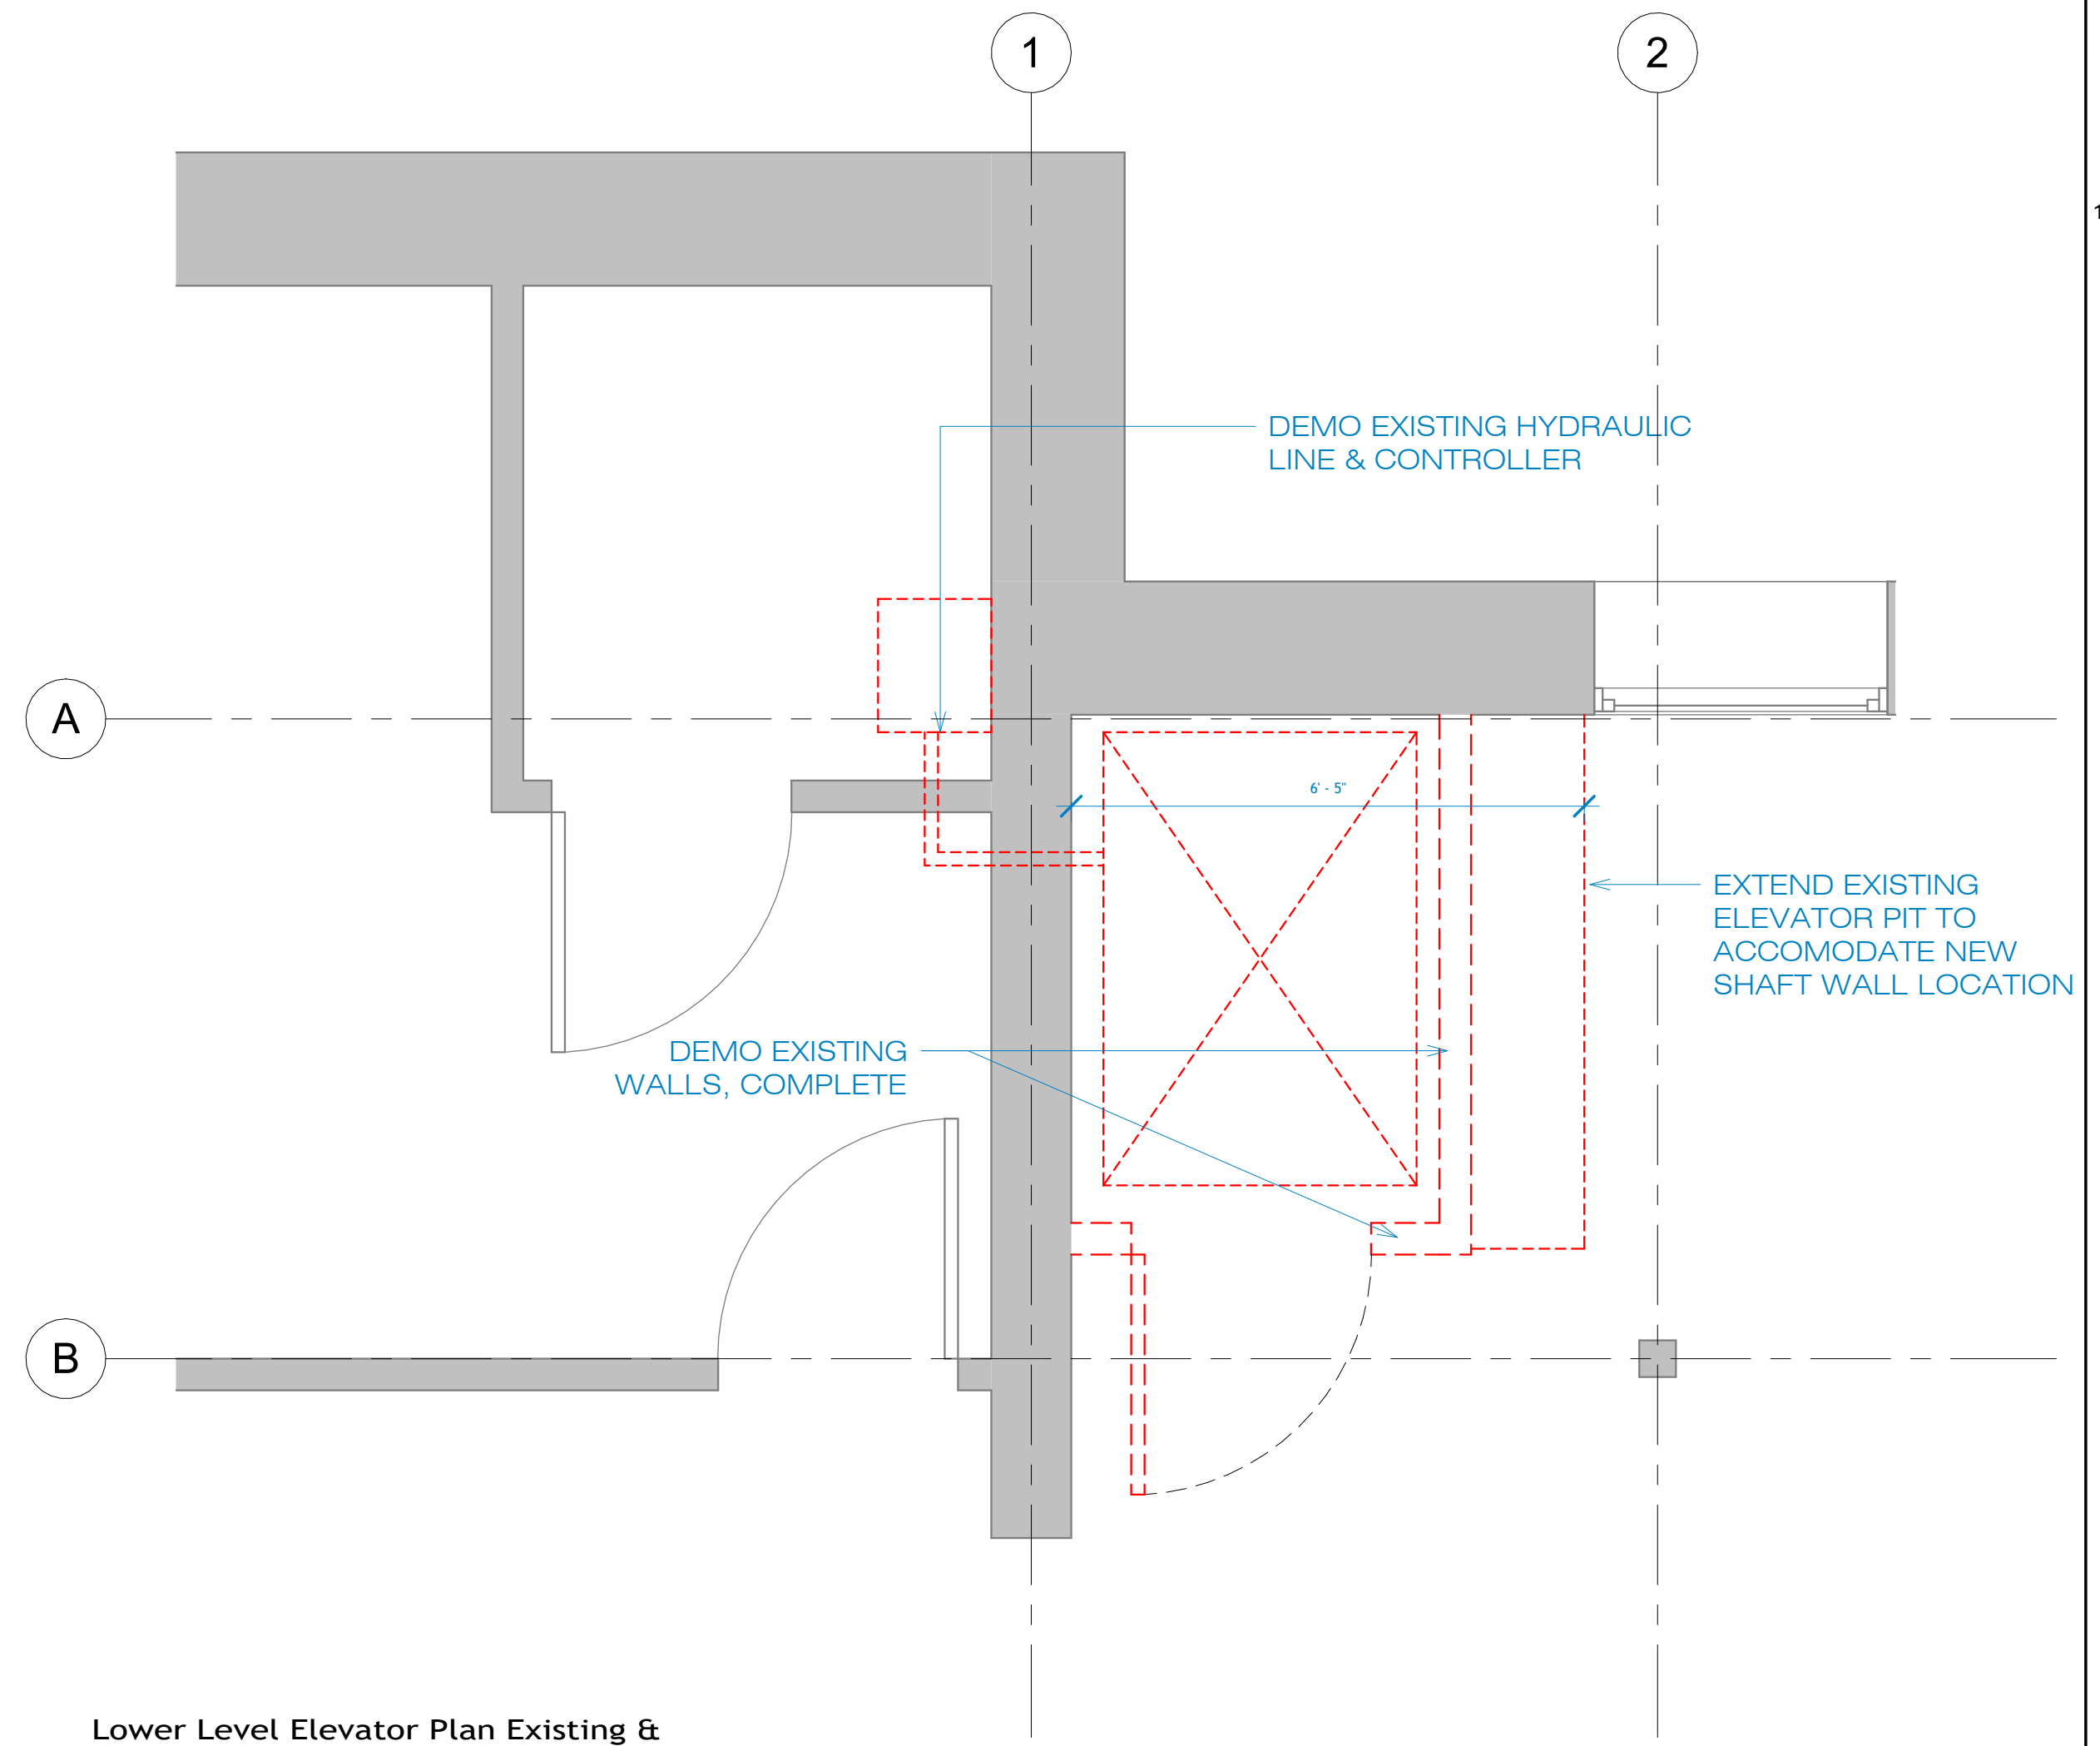 1
2
1
DEMO EXISTING HYDRAULIC
LINE & CONTROLLER
A
6' - 5"
EXTEND EXISTING
ELEVATOR PIT TO
ACCOMODATE NEW
SHAFT WALL LOCATION
DEMO EXISTING
WALLS, COMPLETE
B
Lower Level Elevator Plan Existing &